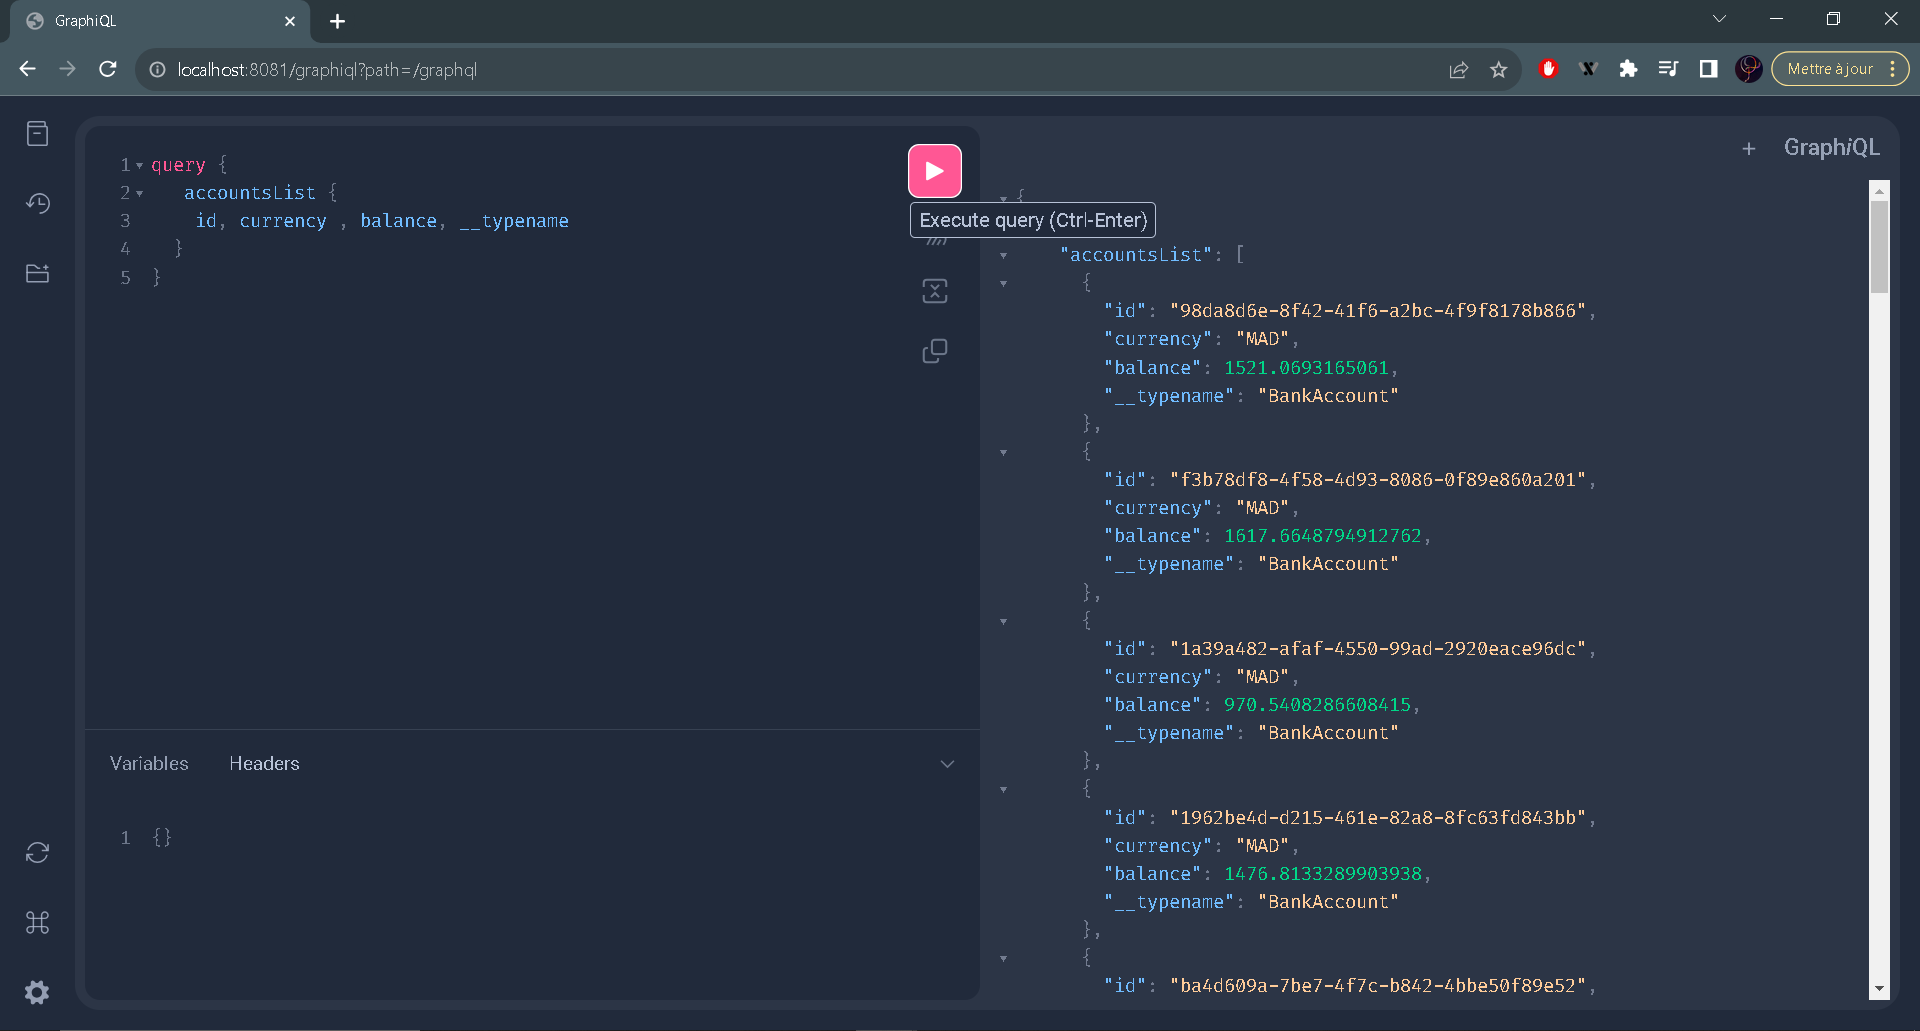 GraphiQL
localhost:8081/graphiql?path=/graphql
Mettre à jour
1 query {
2 accountsList {
3 id, currency , balance, __typename
4 }
5 }
Execute query (Ctrl-Enter)
Variables Headers
1 {}
+ GraphiQL
{
"accountsList": [
{
"id": "98da8d6e-8f42-41f6-a2bc-4f9f8178b866",
"currency": "MAD",
"balance": 1521.0693165061,
"__typename": "BankAccount"
},
{
"id": "f3b78df8-4f58-4d93-8086-0f89e860a201",
"currency": "MAD",
"balance": 1617.6648794912762,
"__typename": "BankAccount"
},
{
"id": "1a39a482-afaf-4550-99ad-2920eace96dc",
"currency": "MAD",
"balance": 970.5408286608415,
"__typename": "BankAccount"
},
{
"id": "1962be4d-d215-461e-82a8-8fc63fd843bb",
"currency": "MAD",
"balance": 1476.8133289903938,
"__typename": "BankAccount"
},
{
"id": "ba4d609a-7be7-4f7c-b842-4bbe50f89e52",